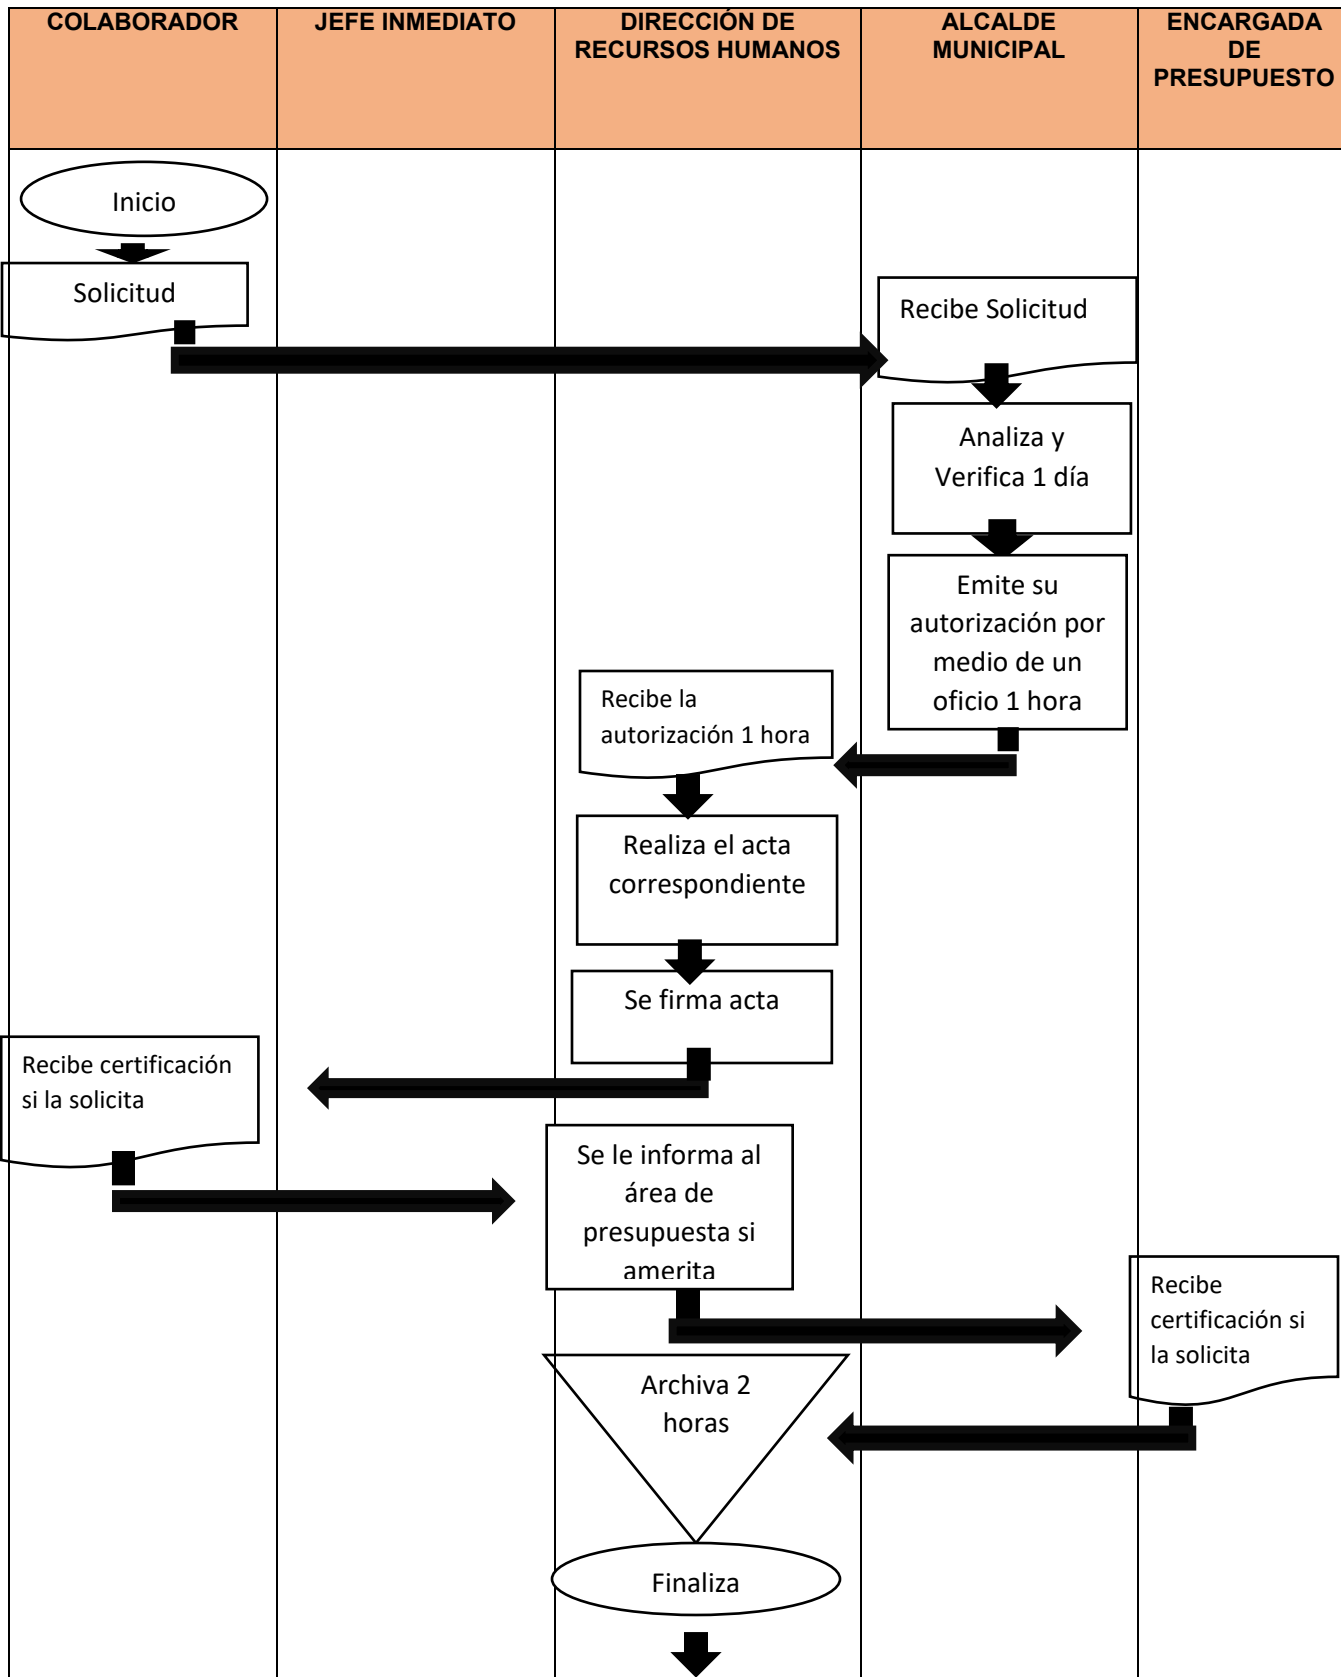 COLABORADOR
JEFE INMEDIATO
DIRECCIÓN DE
RECURSOS HUMANOS
ALCALDE
MUNICIPAL
ENCARGADA
DE
PRESUPUESTO
Inicio
Solicitud
Recibe Solicitud
Analiza y
Verifica 1 día
Emite su
autorización por
medio de un
oficio 1 hora
Recibe la
autorización 1 hora
Realiza el acta
correspondiente
Se firma acta
Recibe certificación
si la solicita
Se le informa al
área de
presupuesta si
amerita
Recibe
certificación si
la solicita
Archiva 2
horas
Finaliza